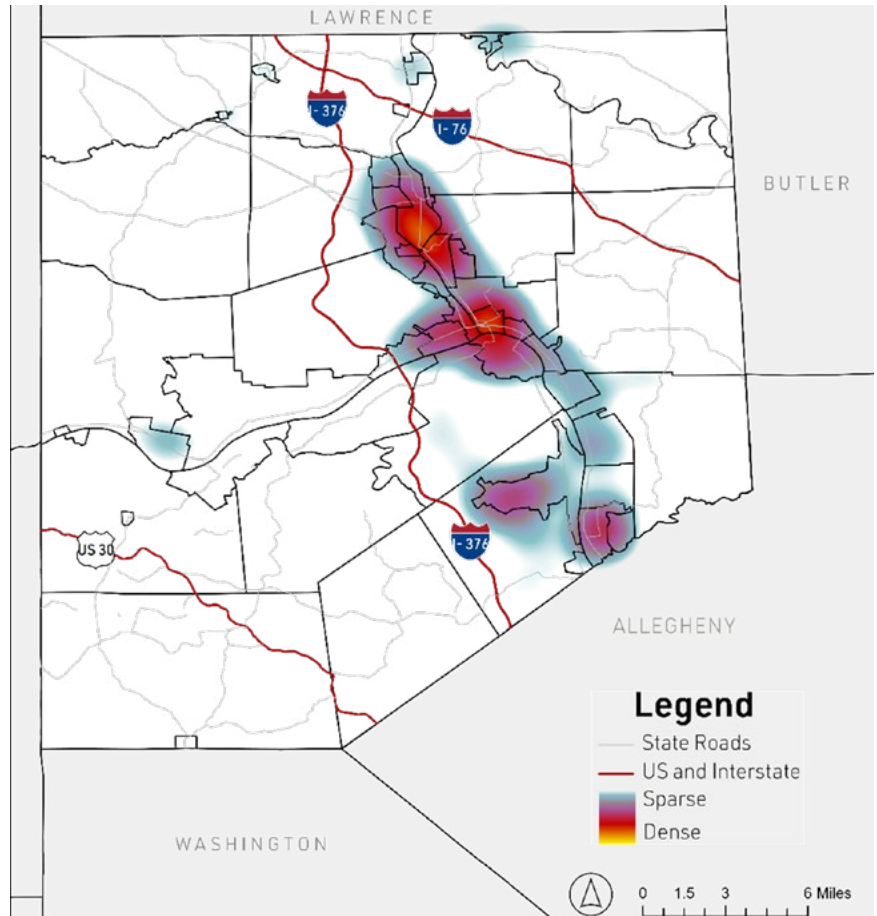 LAWRENCE
I-376
I-76
BUTLER
US 30
I-376
ALLEGHENY
Legend
State Roads
US and Interstate
Sparse
Dense
WASHINGTON
0 1.5 3 6 Miles